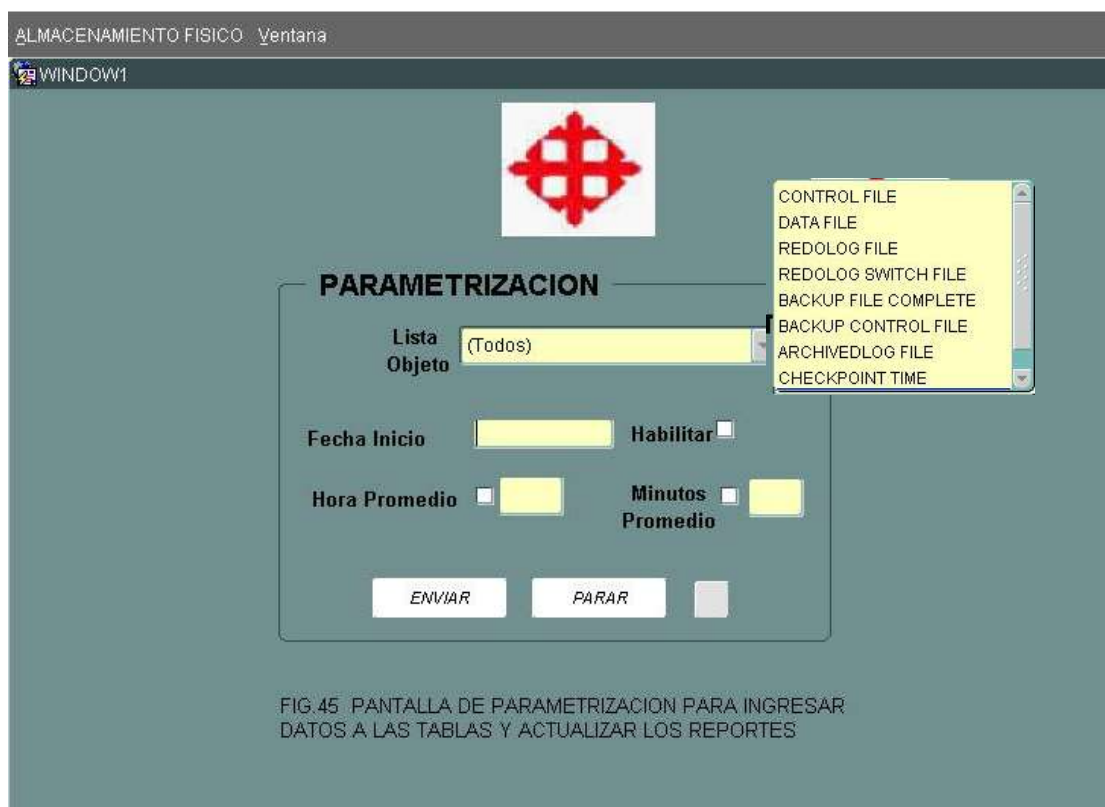 ALMACENAMIENTO FISICO Ventana
WINDOW1
CONTROL FILE
DATA FILE
REDOLOG FILE
REDOLOG SWITCH FILE
BACKUP FILE COMPLETE
BACKUP CONTROL FILE
ARCHIVEDLOG FILE
CHECKPOINT TIME
PARAMETRIZACION
Lista
Objeto
(Todos)
Fecha Inicio
Habilitar
Hora Promedio
Minutos
Promedio
ENVIAR
PARAR
FIG.45 PANTALLA DE PARAMETRIZACION PARA INGRESAR
DATOS A LAS TABLAS Y ACTUALIZAR LOS REPORTES